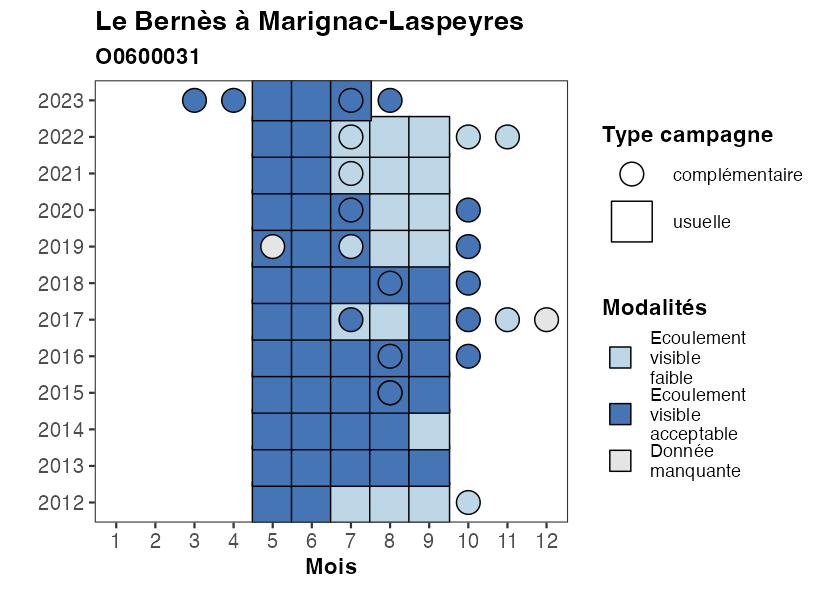 Le Bernès à Marignac-Laspeyres
O0600031
2023
2022
2021
2020
2019
2018
2017
2016
2015
2014
2013
2012
1 2 3 4 5 6 7 8 9 10 11 12
Mois
Type campagne
complémentaire
usuelle
Modalités
Ecoulement
visible
faible
Ecoulement
visible
acceptable
Donnée
manquante